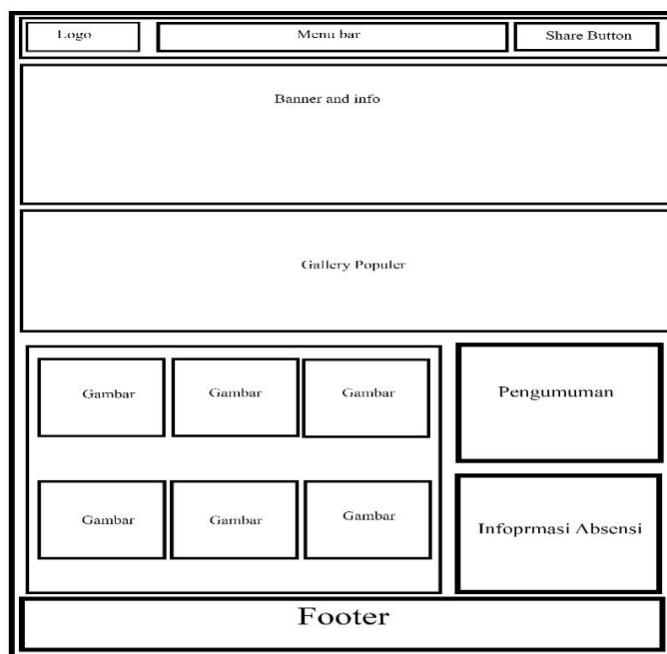 Logo
Menu bar
Share Button
Banner and info
Gallery Populer
Gambar
Gambar
Gambar
Pengumuman
Gambar
Gambar
Gambar
Infoprmasi Absensi
Footer